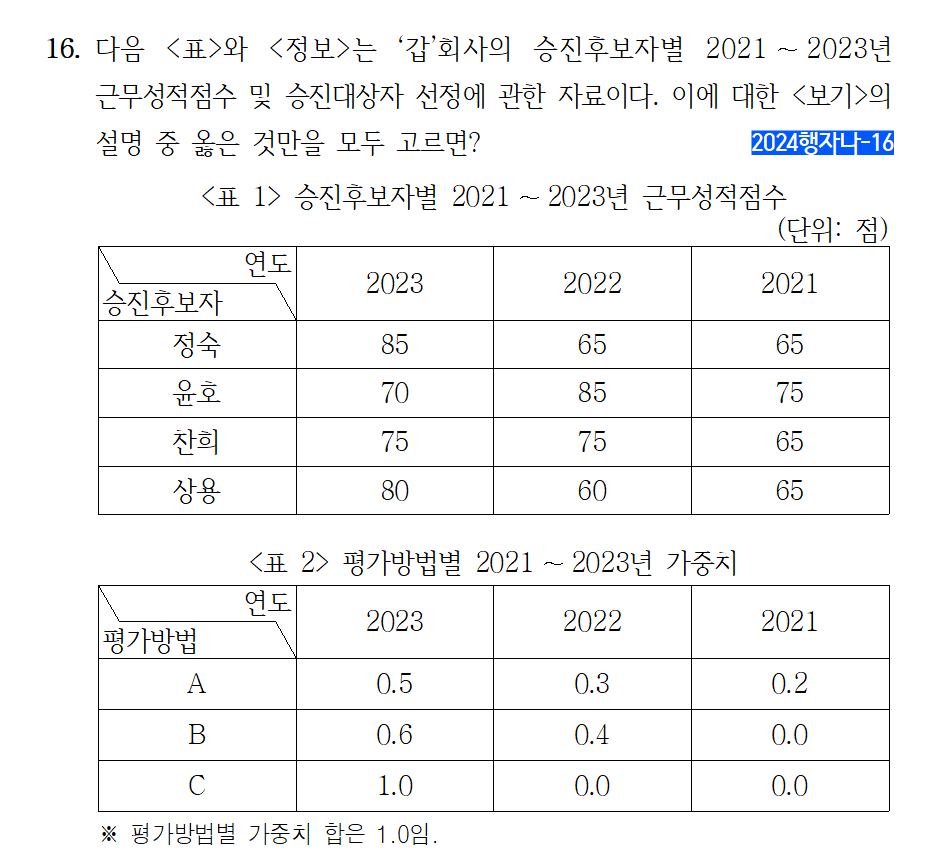 16. 다음 <표>와 <정보>는 ‘갑’회사의 승진후보자별 2021 ~ 2023년
근무성적점수 및 승진대상자 선정에 관한 자료이다. 이에 대한 <보기>의
설명 중 옳은 것만을 모두 고르면? 2024행자나-16
<표 1> 승진후보자별 2021 ~ 2023년 근무성적점수
(단위: 점)
연도
승진후보자 2023 2022 2021
정숙 85 65 65
윤호 70 85 75
찬희 75 75 65
상용 80 60 65
<표 2> 평가방법별 2021 ~ 2023년 가중치
연도
평가방법 2023 2022 2021
A 0.5 0.3 0.2
B 0.6 0.4 0.0
C 1.0 0.0 0.0
※ 평가방법별 가중치 합은 1.0임.